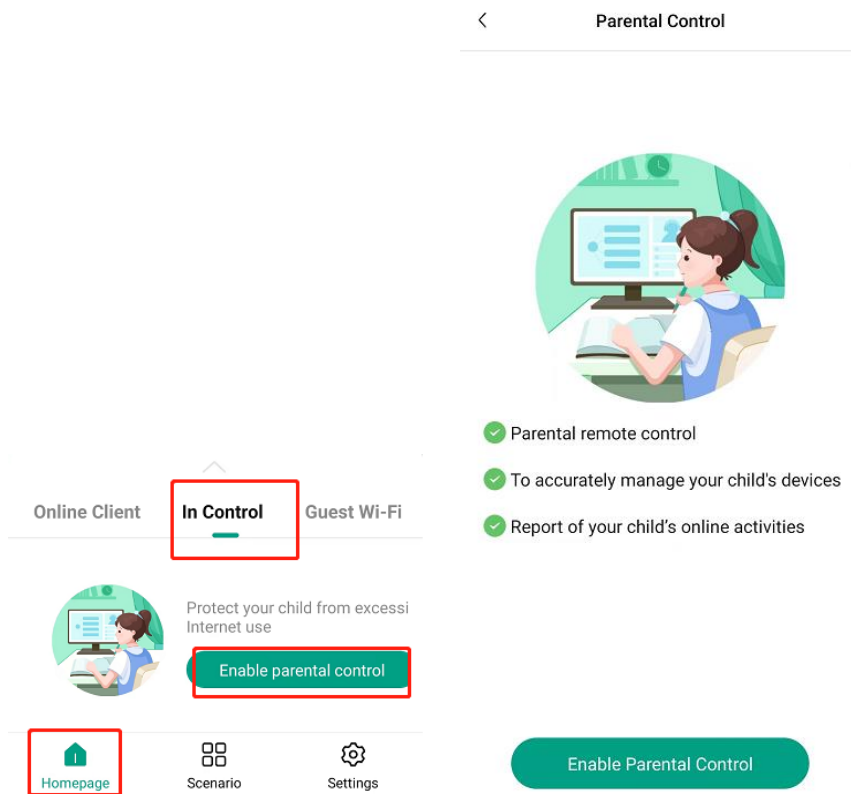 Online Client
In Control
Guest Wi-Fi
Protect your child from excessi
Internet use
Enable parental control
Homepage
Scenario
Settings
Parental Control
Parental remote control
To accurately manage your child's devices
Report of your child’s online activities
Enable Parental Control